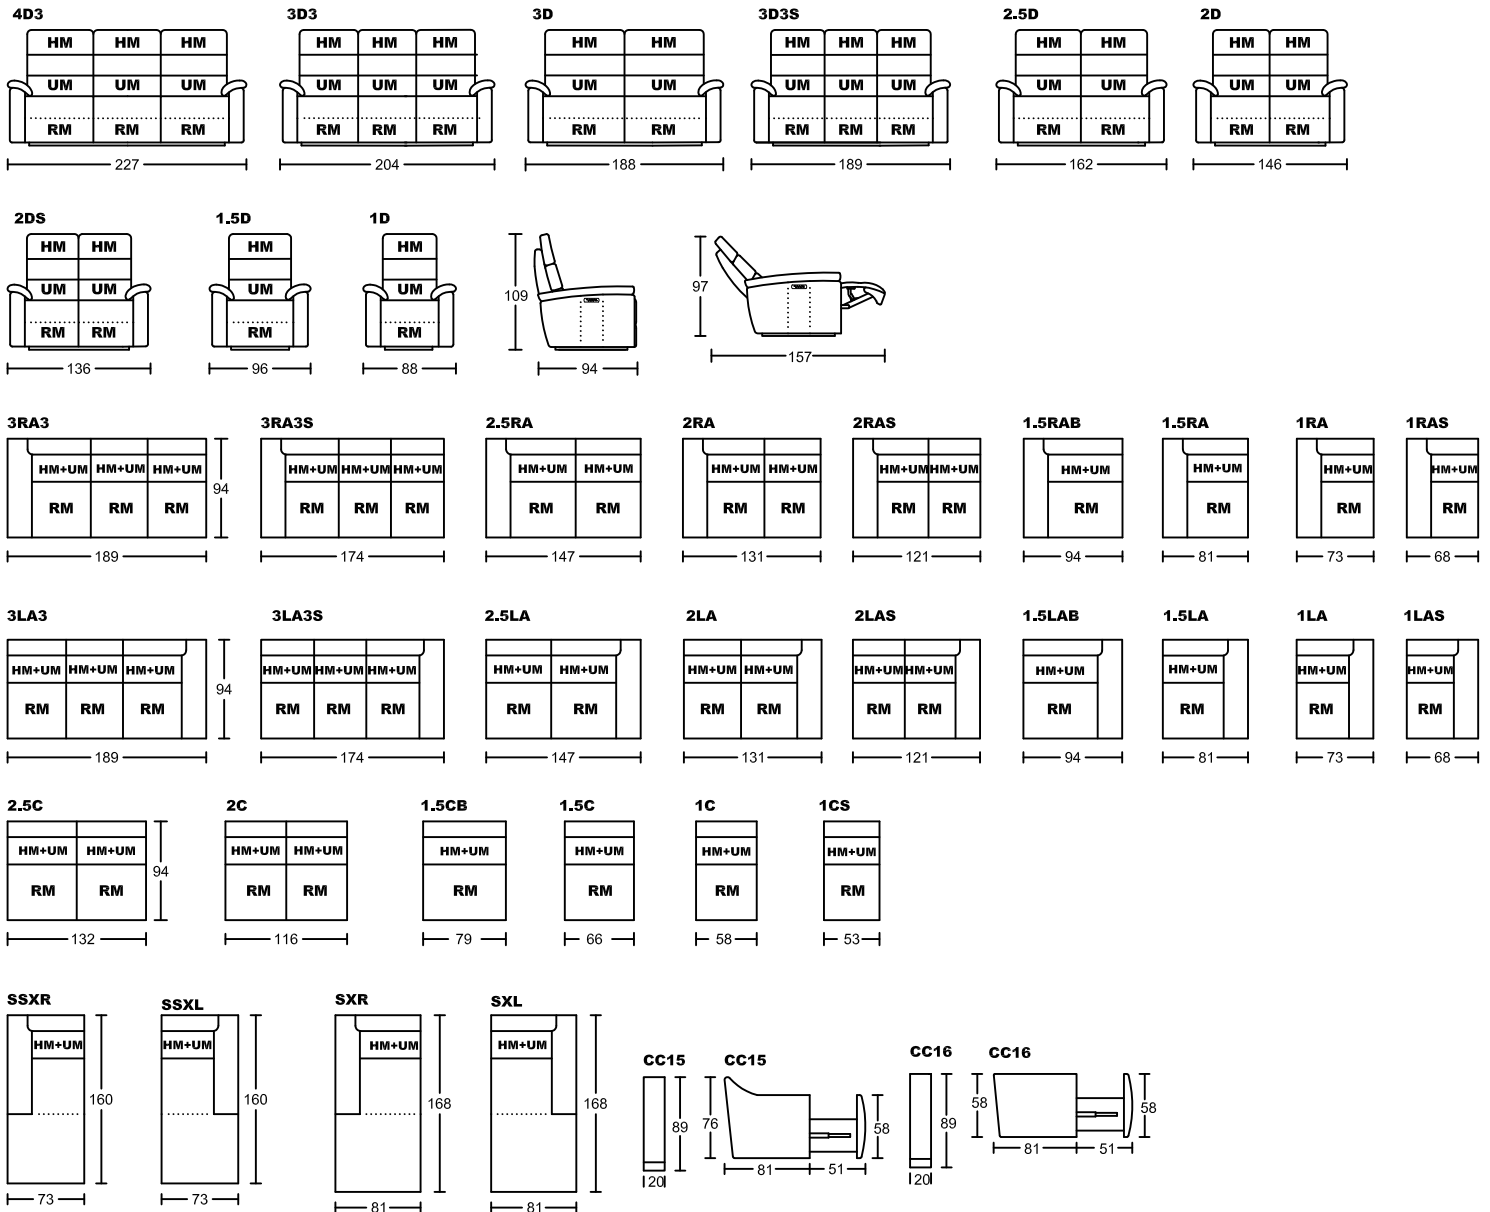 4D3 3D3 3D 3D3S 2.5D 2D
HM HM HM HM HM HM HM HM HM HM HM HM HM HM HM
UM UM UM UM UM UM UM UM UM UM UM UM UM UM UM
RM RM RM RM RM RM RM RM RM RM RM RM RM RM RM
227 204 188 189 162 146
2DS 1.5D 1D
HM HM HM HM
UM UM UM UM
109 97
RM RM RM RM
136 96 88 94 157
3RA3 3RA3S 2.5RA 2RA 2RAS 1.5RAB 1.5RA 1RA 1RAS
HM+UM HM+UM HM+UM HM+UM HM+UM HM+UM HM+UM HM+UM HM+UM HM+UM HM+UM HM+UM HM+UM HM+UM HM+UM HM+UM
94
RM RM RM RM RM RM RM RM RM RM RM RM RM RM RM RM
189 174 147 131 121 94 81 73 68
3LA3 3LA3S 2.5LA 2LA 2LAS 1.5LAB 1.5LA 1LA 1LAS
HM+UM HM+UM HM+UM HM+UM HM+UM HM+UM HM+UM HM+UM HM+UM HM+UM HM+UM HM+UM HM+UM HM+UM HM+UM HM+UM
94
RM RM RM RM RM RM RM RM RM RM RM RM RM RM RM RM
189 174 147 131 121 94 81 73 68
2.5C 2C 1.5CB 1.5C 1C 1CS
HM+UM HM+UM HM+UM HM+UM HM+UM HM+UM HM+UM HM+UM
94
RM RM RM RM RM RM RM RM
132 116 79 66 58 53
SSXR SSXL SXR SXL
HM+UM HM+UM HM+UM HM+UM
160 160 168 168
73 73 81 81
CC15 CC15 CC16 CC16
89 76 58 89 58 58
81 51 81 51
20 20